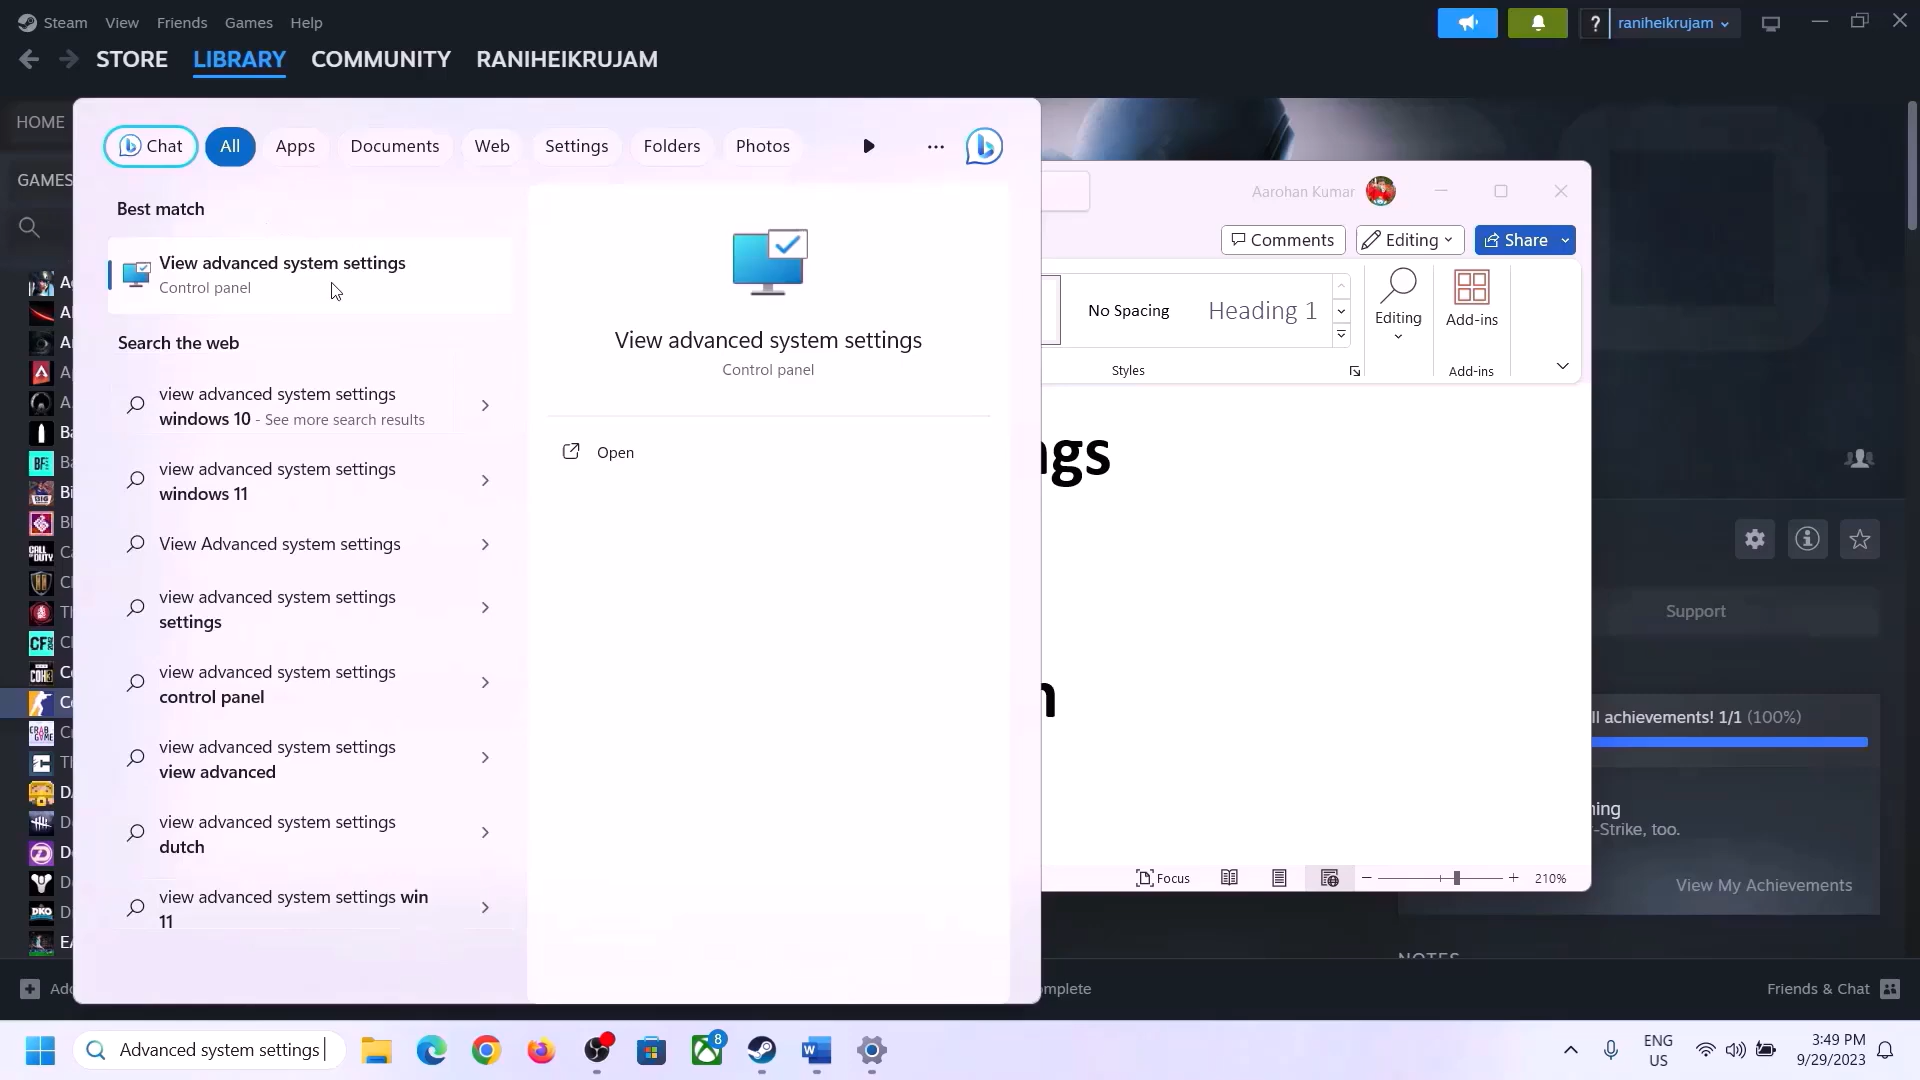 Steam View Friends Games Help
? raniheikrujam
STORE LIBRARY COMMUNITY RANIHEIKRUJAM
HOME
GAMES
Chat All Apps Documents Web Settings Folders Photos
Best match
View advanced system settings
Control panel
Search the web
view advanced system settings
windows 10 - See more search results
view advanced system settings
windows 11
View Advanced system settings
view advanced system settings
settings
view advanced system settings
control panel
view advanced system settings
view advanced
view advanced system settings
dutch
view advanced system settings win
11
View advanced system settings
Control panel
Open
Aarohan Kumar
Comments Editing Share
No Spacing Heading 1
Editing
Add-ins
Styles
Add-ins
ngs
n
Focus
210%
Support
ll achievements! 1/1 (100%)
ning
-Strike, too.
View My Achievements
NOTES
Add
mplete
Friends & Chat
Advanced system settings
8
ENG
US
3:49 PM
9/29/2023